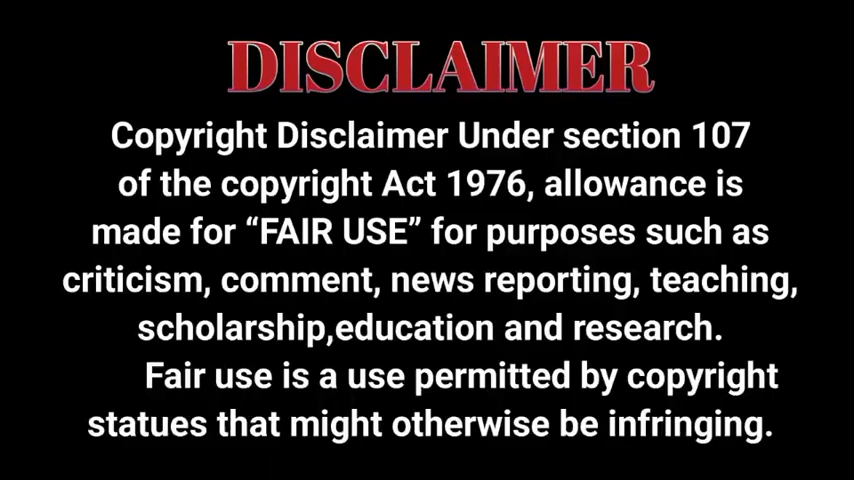 DISCLAIMER
Copyright Disclaimer Under section 107
of the copyright Act 1976, allowance is
made for “FAIR USE” for purposes such as
criticism, comment, news reporting, teaching,
scholarship,education and research.
Fair use is a use permitted by copyright
statues that might otherwise be infringing.